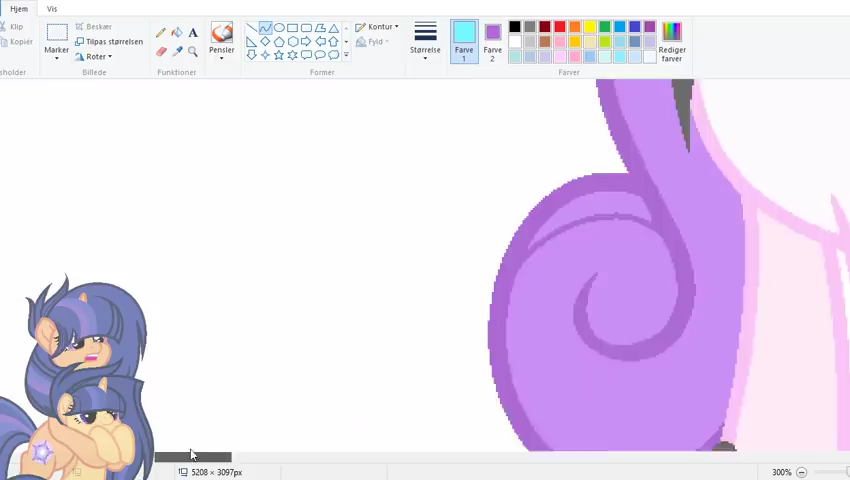 Hjem Vis
Klip
Kopiér
sholder
Marker
Beskær
Tilpas størrelsen
Roter
Billede
A
Funktioner
Pensler
Kontur
Fyld
Former
Størrelse
Farve
1
Farve
2
Rediger
farver
Farver
5208 × 3097px
300%